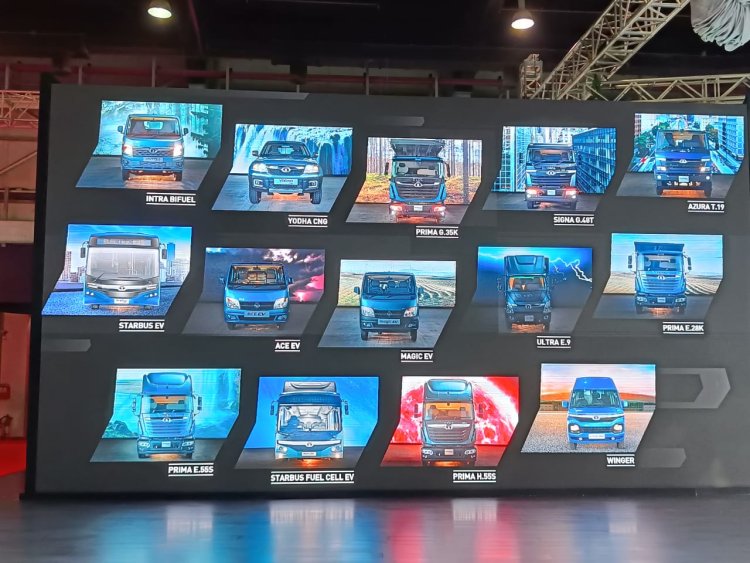 INTRA BIFUEL
YODHA CNG
PRIMA G.35K
SIGNA G.48T
AZURA T.19
STARBUS EV
ACE EV
MAGIC EV
ULTRA E.9
PRIMA E.28K
PRIMA E.55S
STARBUS FUEL CELL EV
PRIMA H.55S
WINGER